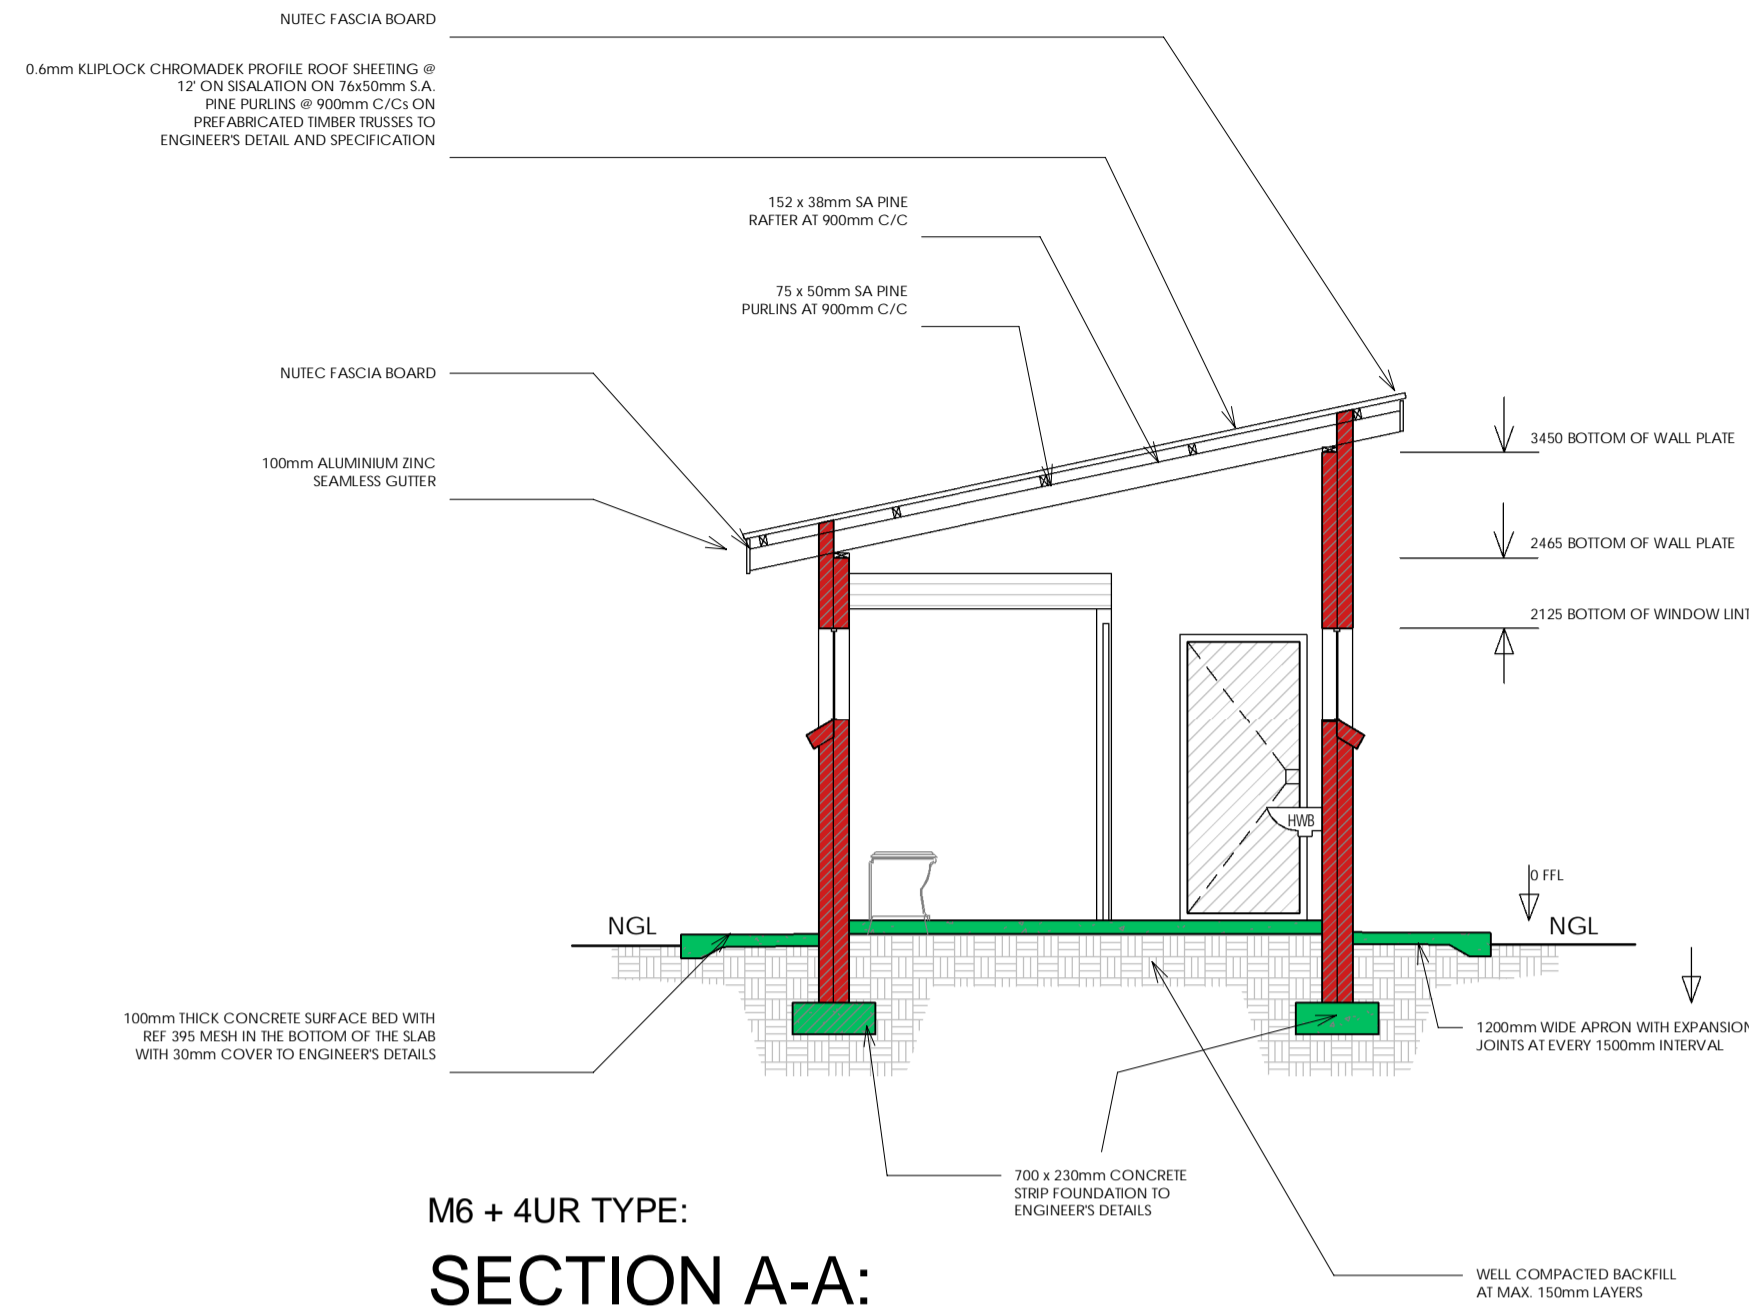 NUTEC FASCIA BOARD
0.6mm KLIPLOCK CHROMADEK PROFILE ROOF SHEETING @
12' ON SISALATION ON 76x50mm S.A.
PINE PURLINS @ 900mm C/Cs ON
PREFABRICATED TIMBER TRUSSES TO
ENGINEER'S DETAIL AND SPECIFICATION
152 x 38mm SA PINE
RAFTER AT 900mm C/C
75 x 50mm SA PINE
PURLINS AT 900mm C/C
NUTEC FASCIA BOARD
100mm ALUMINIUM ZINC
SEAMLESS GUTTER
3450 BOTTOM OF WALL PLATE
2465 BOTTOM OF WALL PLATE
2125 BOTTOM OF WINDOW LINT
HWB
0 FFL
NGL
NGL
100mm THICK CONCRETE SURFACE BED WITH
REF 395 MESH IN THE BOTTOM OF THE SLAB
WITH 30mm COVER TO ENGINEER'S DETAILS
1200mm WIDE APRON WITH EXPANSION
JOINTS AT EVERY 1500mm INTERVAL
700 x 230mm CONCRETE
STRIP FOUNDATION TO
ENGINEER'S DETAILS
WELL COMPACTED BACKFILL
AT MAX. 150mm LAYERS
M6 + 4UR TYPE:
SECTION A-A: